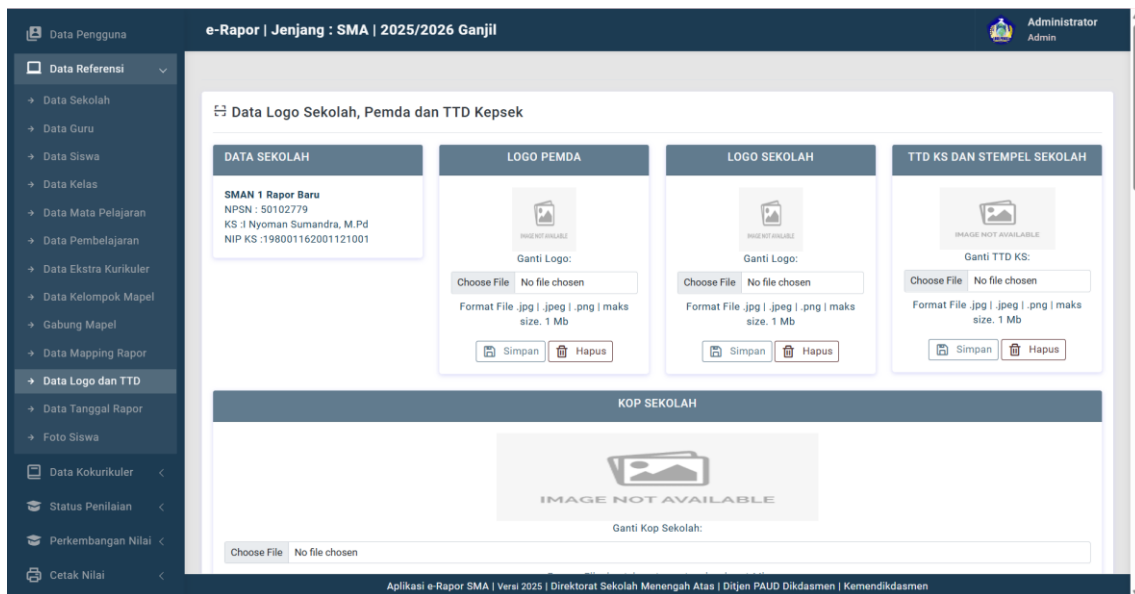 Data Pengguna
Data Referensi
Data Sekolah
Data Guru
Data Siswa
Data Kelas
Data Mata Pelajaran
Data Pembelajaran
Data Ekstra Kurikuler
Data Kelompok Mapel
Gabung Mapel
Data Mapping Rapor
Data Logo dan TTD
Data Tanggal Rapor
Foto Siswa
Data Kokurikuler
Status Penilaian
Perkembangan Nilai
Cetak Nilai
e-Rapor | Jenjang : SMA | 2025/2026 Ganjil
Administrator
Admin
Data Logo Sekolah, Pemda dan TTD Kepsek
DATA SEKOLAH
SMAN 1 Rapor Baru
NPSN : 50102779
KS :I Nyoman Sumandra, M.Pd
NIP KS :198001162001121001
LOGO PEMDA
IMAGE NOT AVAILABLE
Ganti Logo:
Choose File No file chosen
Format File .jpg | .jpeg | .png | maks
size. 1 Mb
Simpan Hapus
LOGO SEKOLAH
IMAGE NOT AVAILABLE
Ganti Logo:
Choose File No file chosen
Format File .jpg | .jpeg | .png | maks
size. 1 Mb
Simpan Hapus
TTD KS DAN STEMPEL SEKOLAH
IMAGE NOT AVAILABLE
Ganti TTD KS:
Choose File No file chosen
Format File .jpg | .jpeg | .png | maks
size. 1 Mb
Simpan Hapus
KOP SEKOLAH
IMAGE NOT AVAILABLE
Ganti Kop Sekolah:
Choose File No file chosen
Aplikasi e-Rapor SMA | Versi 2025 | Direktorat Sekolah Menengah Atas | Ditjen PAUD Dikdasmen | Kemendikdasmen